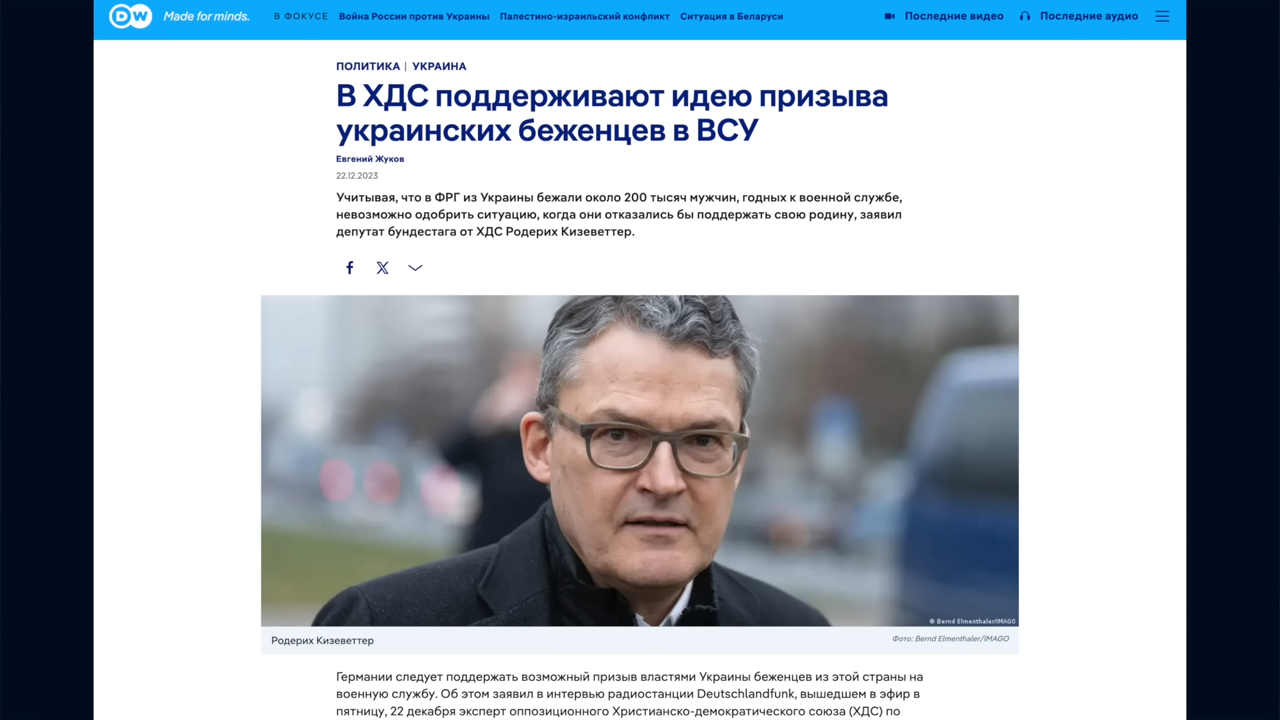 DW Made for minds.
В ФОКУСЕ Война России против Украины Палестино-израильский конфликт Ситуация в Беларуси Последние видео Последние аудио
ПОЛИТИКА | УКРАИНА
В ХДС поддерживают идею призыва
украинских беженцев в ВСУ
Евгений Жуков
22.12.2023
Учитывая, что в ФРГ из Украины бежали около 200 тысяч мужчин, годных к военной службе,
невозможно одобрить ситуацию, когда они отказались бы поддержать свою родину, заявил
депутат бундестага от ХДС Родерих Кизеветтер.
© Bernd Elmenthaler/IMAGO
Родерих Кизеветтер
Фото: Bernd Elmenthaler/IMAGO
Германии следует поддержать возможный призыв властями Украины беженцев из этой страны на
военную службу. Об этом заявил в интервью радиостанции Deutschlandfunk, вышедшем в эфир в
пятницу, 22 декабря эксперт оппозиционного Христианско-демократического союза (ХДС) по